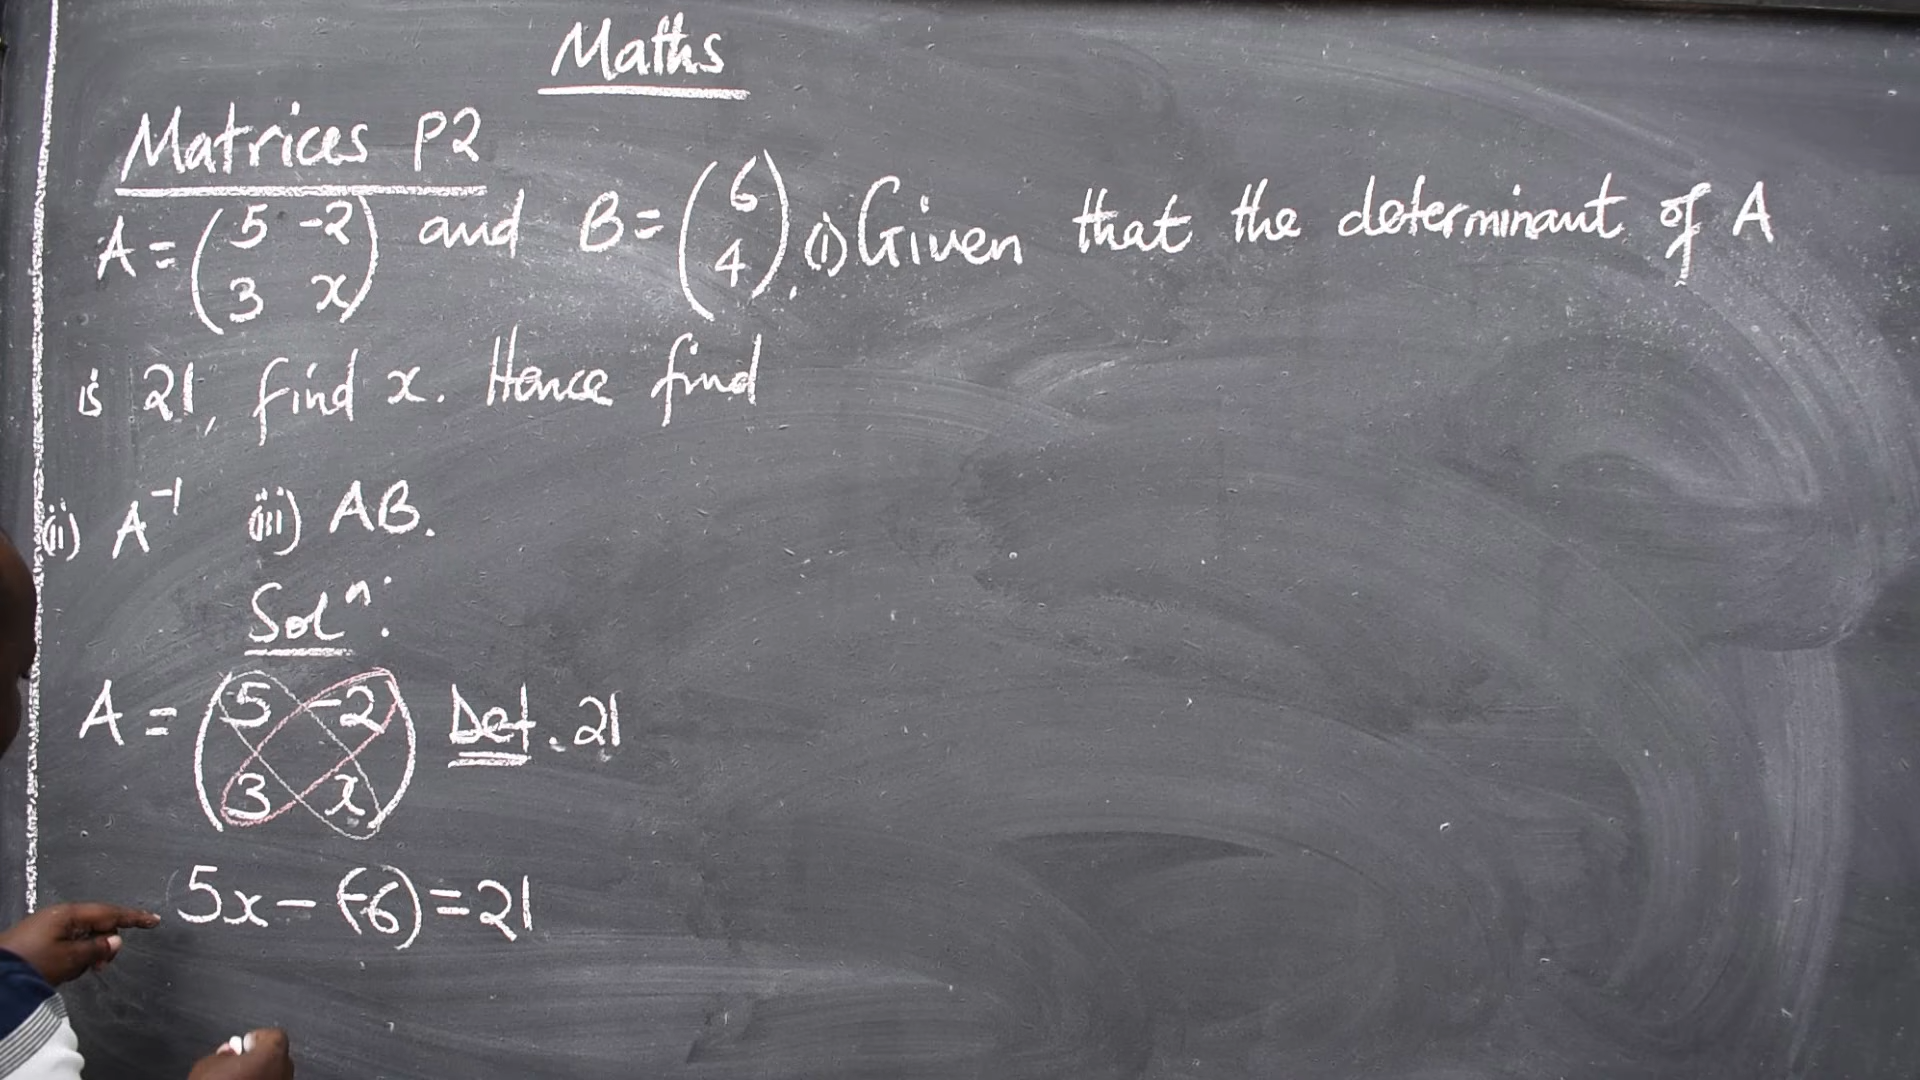 Maths
Matrices P2
A = (5 -2
3 x) and B = (6
4). (i) Given that the determinant of A
is 21, find x. Hence find
(ii) A⁻¹ (iii) AB.
Solⁿ:
A = (5 -2
3 x) Det. 21
5x - (-6) = 21